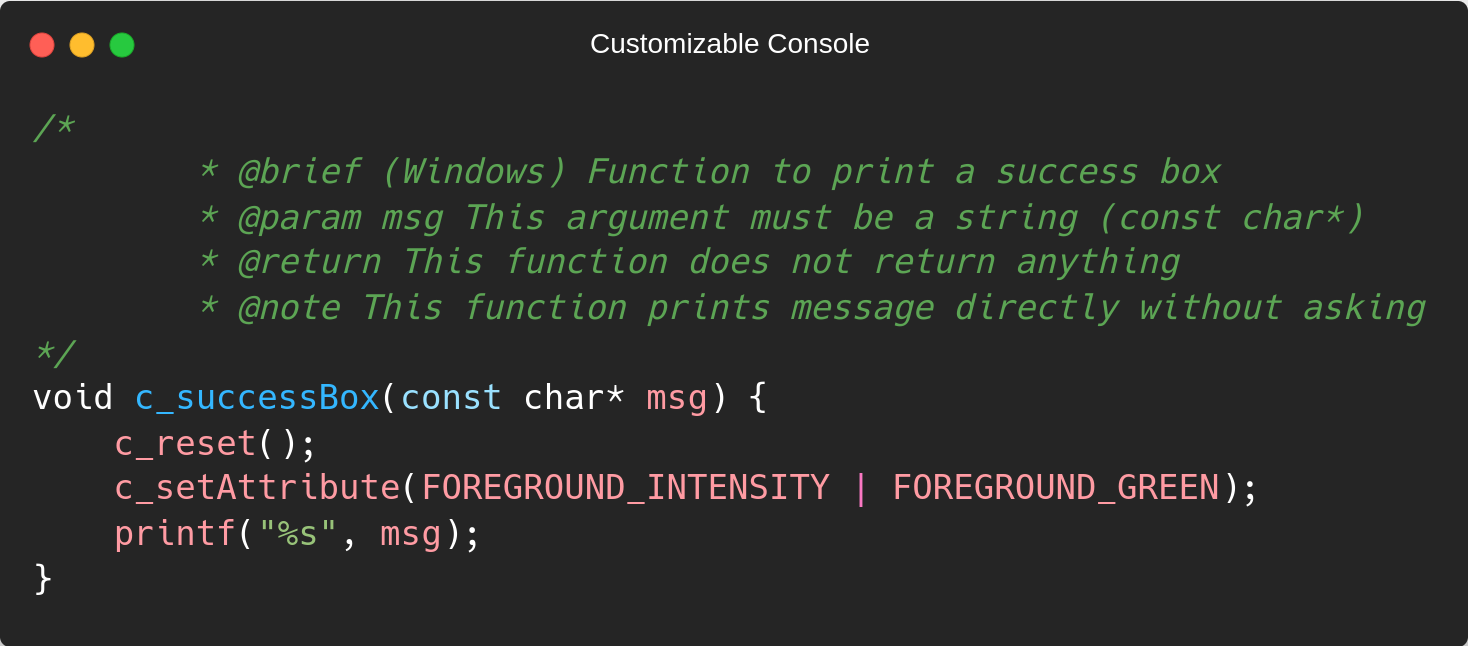 Customizable Console
/*
        * @brief (Windows) Function to print a success box
        * @param msg This argument must be a string (const char*)
        * @return This function does not return anything
        * @note This function prints message directly without asking
*/
void c_successBox(const char* msg) {
    c_reset();
    c_setAttribute(FOREGROUND_INTENSITY | FOREGROUND_GREEN);
    printf("%s", msg);
}